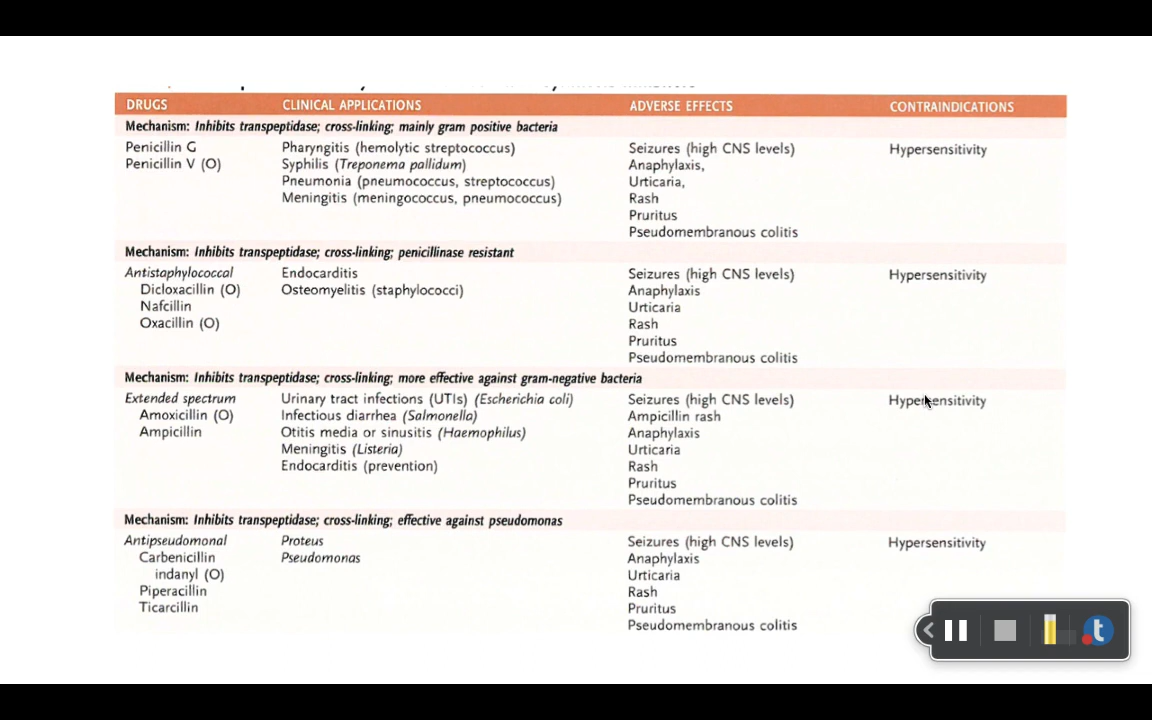 DRUGS CLINICAL APPLICATIONS ADVERSE EFFECTS CONTRAINDICATIONS
Mechanism: Inhibits transpeptidase; cross-linking; mainly gram positive bacteria
Penicillin G Pharyngitis (hemolytic streptococcus) Seizures (high CNS levels) Hypersensitivity
Penicillin V (O) Syphilis (Treponema pallidum) Anaphylaxis,
Pneumonia (pneumococcus, streptococcus) Urticaria,
Meningitis (meningococcus, pneumococcus) Rash
Pruritus
Pseudomembranous colitis
Mechanism: Inhibits transpeptidase; cross-linking; penicillinase resistant
Antistaphylococcal Endocarditis Seizures (high CNS levels) Hypersensitivity
Dicloxacillin (O) Osteomyelitis (staphylococci) Anaphylaxis
Nafcillin Urticaria
Oxacillin (O) Rash
Pruritus
Pseudomembranous colitis
Mechanism: Inhibits transpeptidase; cross-linking; more effective against gram-negative bacteria
Extended spectrum Urinary tract infections (UTIs) (Escherichia coli) Seizures (high CNS levels) Hypersensitivity
Amoxicillin (O) Infectious diarrhea (Salmonella) Ampicillin rash
Ampicillin Otitis media or sinusitis (Haemophilus) Anaphylaxis
Meningitis (Listeria) Urticaria
Endocarditis (prevention) Rash
Pruritus
Pseudomembranous colitis
Mechanism: Inhibits transpeptidase; cross-linking; effective against pseudomonas
Antipseudomonal Proteus Seizures (high CNS levels) Hypersensitivity
Carbenicillin Pseudomonas Anaphylaxis
indanyl (O) Urticaria
Piperacillin Rash
Ticarcillin Pruritus
Pseudomembranous colitis
t